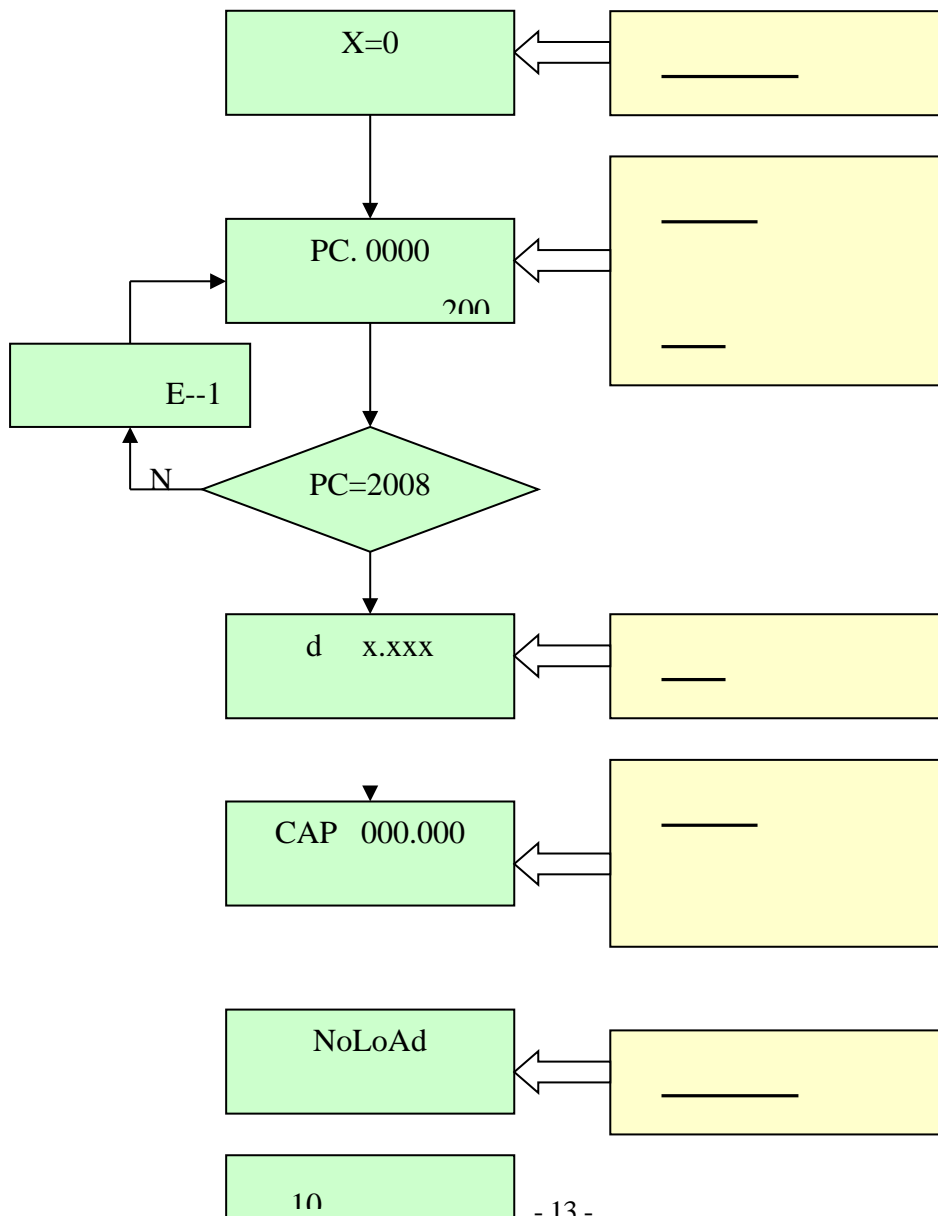 X=0
PC. 0000
200
E--1
N
PC=2008
d x.xxx
CAP 000.000
NoLoAd
10
- 13 -